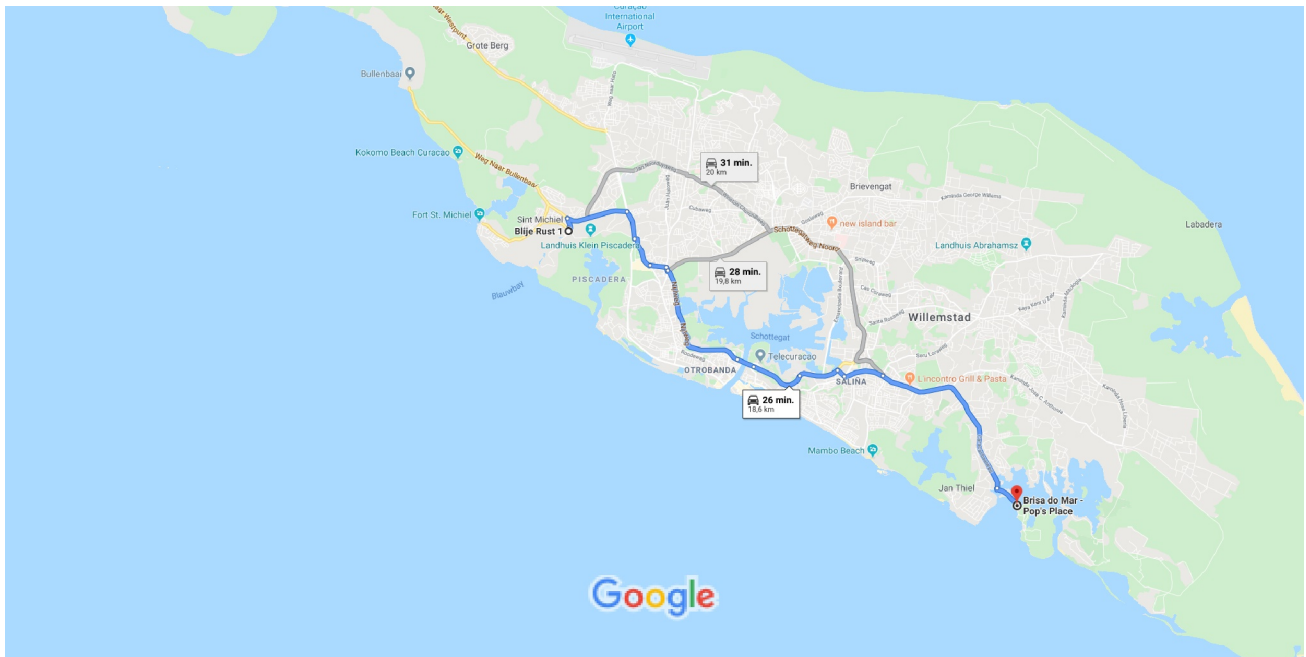 Curaçao
International
Airport
Grote Berg
Bullenbaai
Kokomo Beach Curaçao
Weg Naar Bullenbaai
Fort St. Michiel
Sint Michiel
Blije Rust 1
Landhuis Klein Piscadera
PISCADERA
Blauwbaai
31 min.
20 km
28 min.
19,8 km
Brievengat
new island bar
Schottegatweg Noord
Landhuis Abrahamsz
Labadera
Willemstad
Schottegat
Telecuracao
OTROBANDA
SALIÑA
L'incontro Grill & Pasta
26 min.
18,6 km
Mambo Beach
Jan Thiel
Brisa do Mar -
Pop's Place
Google